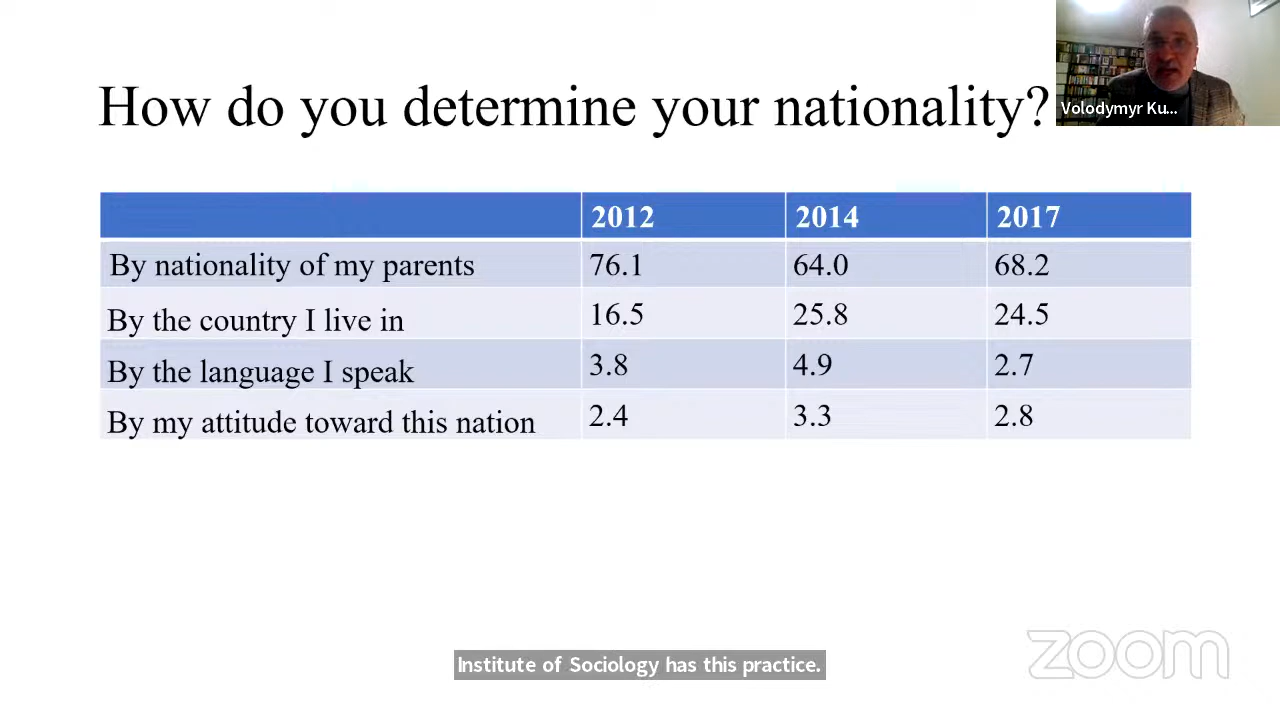 How do you determine your nationality?
Volodymyr Ku...
2012 2014 2017
By nationality of my parents 76.1 64.0 68.2
By the country I live in 16.5 25.8 24.5
By the language I speak 3.8 4.9 2.7
By my attitude toward this nation 2.4 3.3 2.8
Institute of Sociology has this practice.
zoom